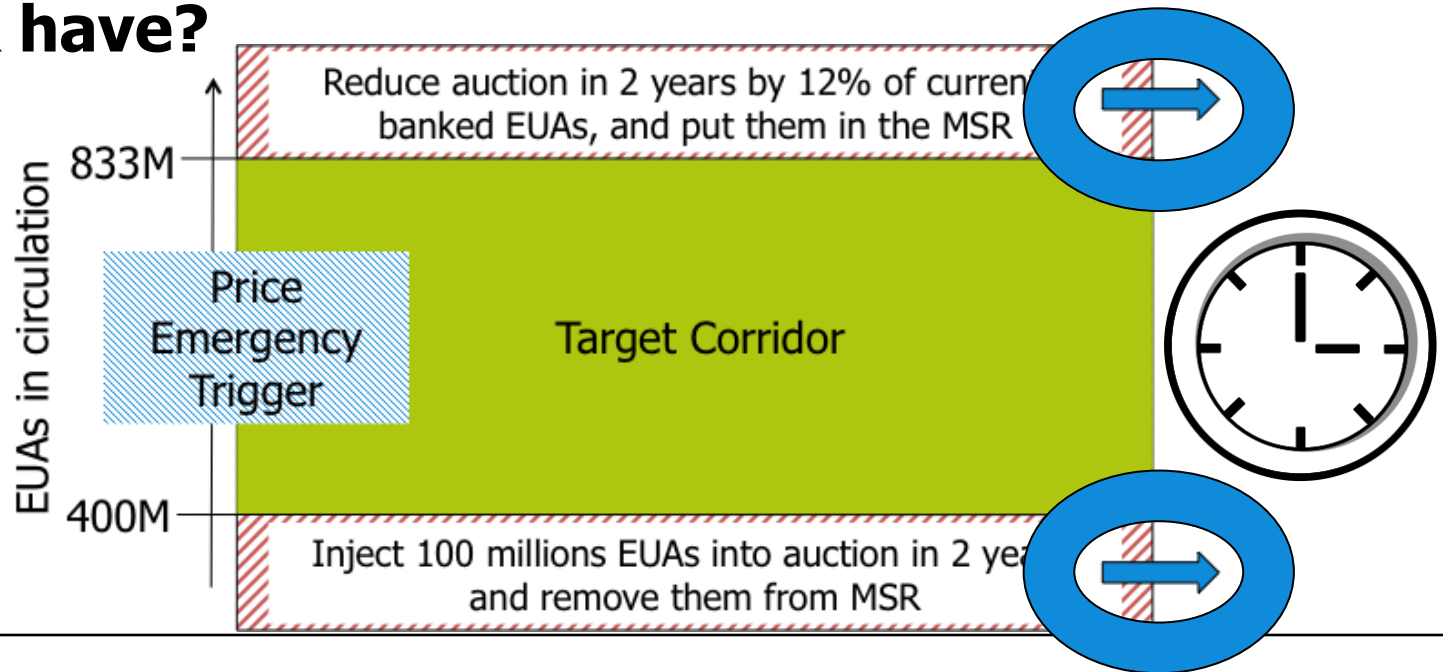 have?
Reduce auction in 2 years by 12% of
banked EUAs, and put them in the MSR
833M
EUAs in circulation
Price
Emergency
Trigger
Target Corridor
400M
Inject 100 millions EUAs into auction in 2
and remove them from MSR